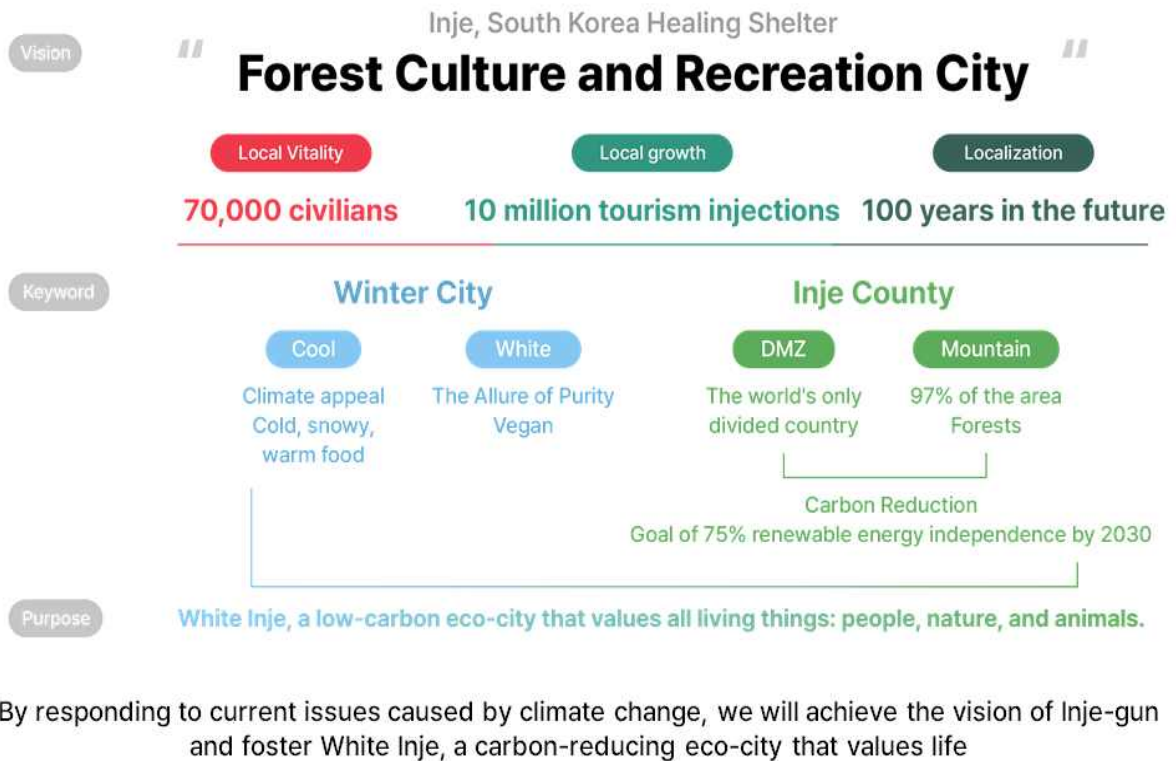 Inje, South Korea Healing Shelter
Vision
" Forest Culture and Recreation City "
Local Vitality
Local growth
Localization
70,000 civilians
10 million tourism injections
100 years in the future
Keyword
Winter City
Inje County
Cool
White
DMZ
Mountain
Climate appeal
Cold, snowy,
warm food
The Allure of Purity
Vegan
The world's only
divided country
97% of the area
Forests
Carbon Reduction
Goal of 75% renewable energy independence by 2030
Purpose
White Inje, a low-carbon eco-city that values all living things: people, nature, and animals.
By responding to current issues caused by climate change, we will achieve the vision of Inje-gun
and foster White Inje, a carbon-reducing eco-city that values life